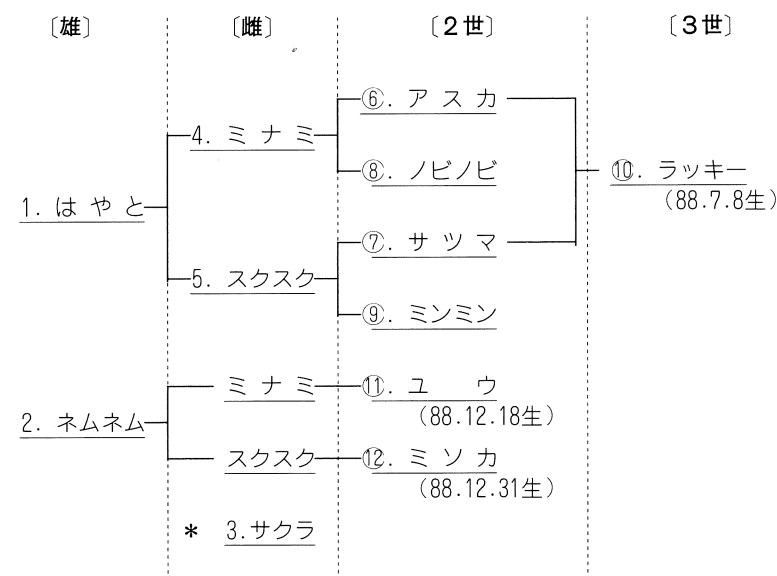 〔雄〕 〔雌〕 〔2世〕 〔3世〕
⑥. アスカ
4. ミナミ
⑧. ノビノビ
⑩. ラッキー
(88.7.8生)
1. はやと
⑦. サツマ
5. スクスク
⑨. ミンミン
ミナミ ⑪. ユウ
(88.12.18生)
2. ネムネム
スクスク ⑫. ミソカ
(88.12.31生)
* 3.サクラ